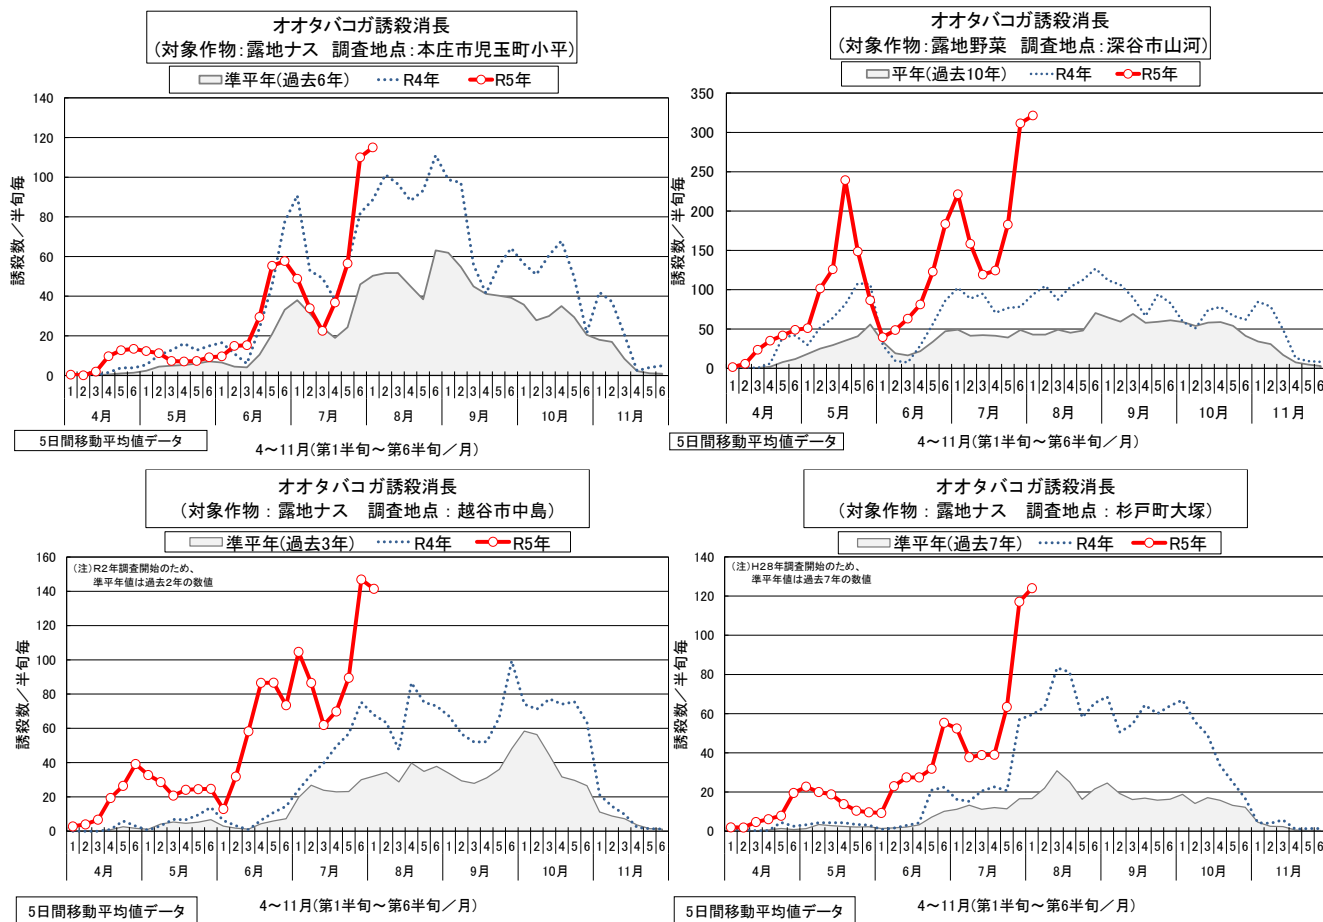 オオタバコガ誘殺消長
(対象作物:露地ナス 調査地点:本庄市児玉町小平)
準平年(過去6年) R4年 R5年
誘殺数/半旬毎
140
120
100
80
60
40
20
0
1 2 3 4 5 6 1 2 3 4 5 6 1 2 3 4 5 6 1 2 3 4 5 6 1 2 3 4 5 6 1 2 3 4 5 6 1 2 3 4 5 6 1 2 3 4 5 6
4月 5月 6月 7月 8月 9月 10月 11月
5日間移動平均値データ
4～11月(第1半旬～第6半旬/月)
オオタバコガ誘殺消長
(対象作物:露地野菜 調査地点:深谷市山河)
平年(過去10年) R4年 R5年
誘殺数/半旬毎
350
300
250
200
150
100
50
0
1 2 3 4 5 6 1 2 3 4 5 6 1 2 3 4 5 6 1 2 3 4 5 6 1 2 3 4 5 6 1 2 3 4 5 6 1 2 3 4 5 6 1 2 3 4 5 6
4月 5月 6月 7月 8月 9月 10月 11月
5日間移動平均値データ
4～11月(第1半旬～第6半旬/月)
オオタバコガ誘殺消長
(対象作物:露地ナス 調査地点:越谷市中島)
準平年(過去3年) R4年 R5年
(注)R2年調査開始のため、
準平年値は過去2年の数値
誘殺数/半旬毎
160
140
120
100
80
60
40
20
0
1 2 3 4 5 6 1 2 3 4 5 6 1 2 3 4 5 6 1 2 3 4 5 6 1 2 3 4 5 6 1 2 3 4 5 6 1 2 3 4 5 6 1 2 3 4 5 6
4月 5月 6月 7月 8月 9月 10月 11月
5日間移動平均値データ
4～11月(第1半旬～第6半旬/月)
オオタバコガ誘殺消長
(対象作物:露地ナス 調査地点:杉戸町大塚)
準平年(過去7年) R4年 R5年
(注)H28年調査開始のため、
準平年値は過去7年の数値
誘殺数/半旬毎
140
120
100
80
60
40
20
0
1 2 3 4 5 6 1 2 3 4 5 6 1 2 3 4 5 6 1 2 3 4 5 6 1 2 3 4 5 6 1 2 3 4 5 6 1 2 3 4 5 6 1 2 3 4 5 6
4月 5月 6月 7月 8月 9月 10月 11月
5日間移動平均値データ
4～11月(第1半旬～第6半旬/月)